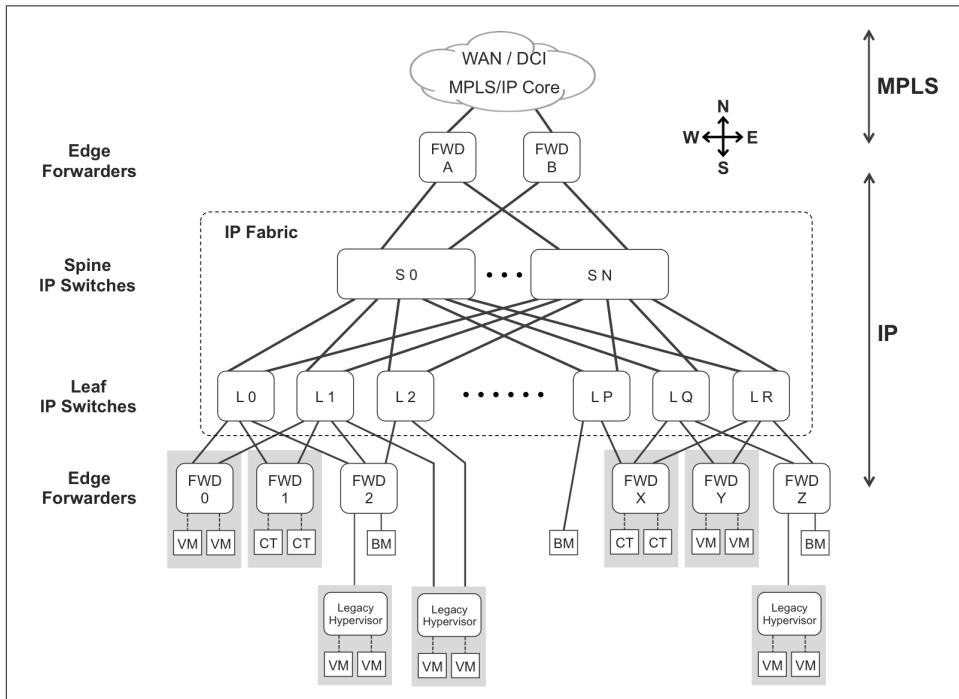 WAN / DCI
MPLS/IP Core
MPLS
N
W E
S
Edge
Forwarders
FWD
A
FWD
B
IP Fabric
Spine
IP Switches
S 0
S N
IP
Leaf
IP Switches
L 0
L 1
L 2
L P
L Q
L R
Edge
Forwarders
FWD
0
FWD
1
FWD
2
FWD
X
FWD
Y
FWD
Z
VM VM
CT CT
BM
BM
CT CT
VM VM
BM
Legacy
Hypervisor
Legacy
Hypervisor
Legacy
Hypervisor
VM VM
VM VM
VM VM